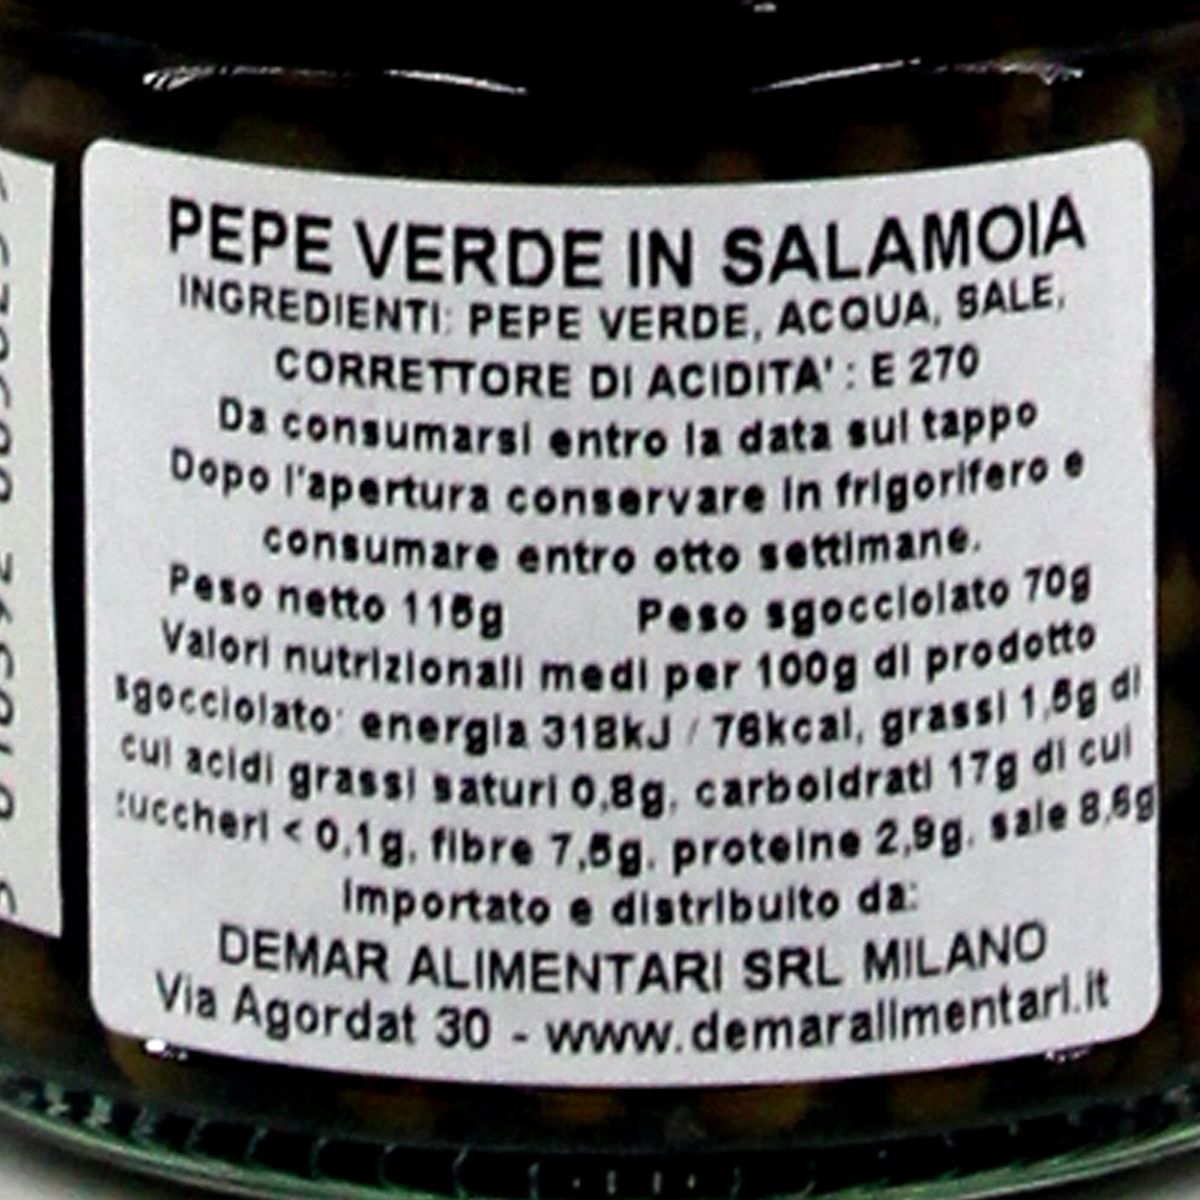 PEPE VERDE IN SALAMOIA
INGREDIENTI: PEPE VERDE, ACQUA, SALE,
CORRETTORE DI ACIDITA' : E 270
Da consumarsi entro la data sul tappo
Dopo l'apertura conservare in frigorifero e
consumare entro otto settimane.
Peso netto 115g Peso sgocciolato 70g
Valori nutrizionali medi per 100g di prodotto
sgocciolato: energia 318kJ / 76kcal, grassi di
cui acidi grassi saturi 0,8g, carboidrati 17g di cui
zuccheri < 0,1g, fibre 7,5g, proteine 2,9g, sale
Importato e distribuito da:
DEMAR ALIMENTARI SRL MILANO
Via Agordat 30 - www.demaralimentari.it